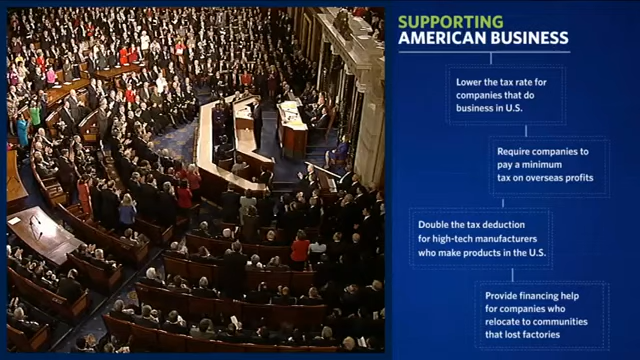 SUPPORTING
AMERICAN BUSINESS
Lower the tax rate for
companies that do
business in U.S.
Require companies to
pay a minimum
tax on overseas profits
Double the tax deduction
for high-tech manufacturers
who make products in the U.S.
Provide financing help
for companies who
relocate to communities
that lost factories